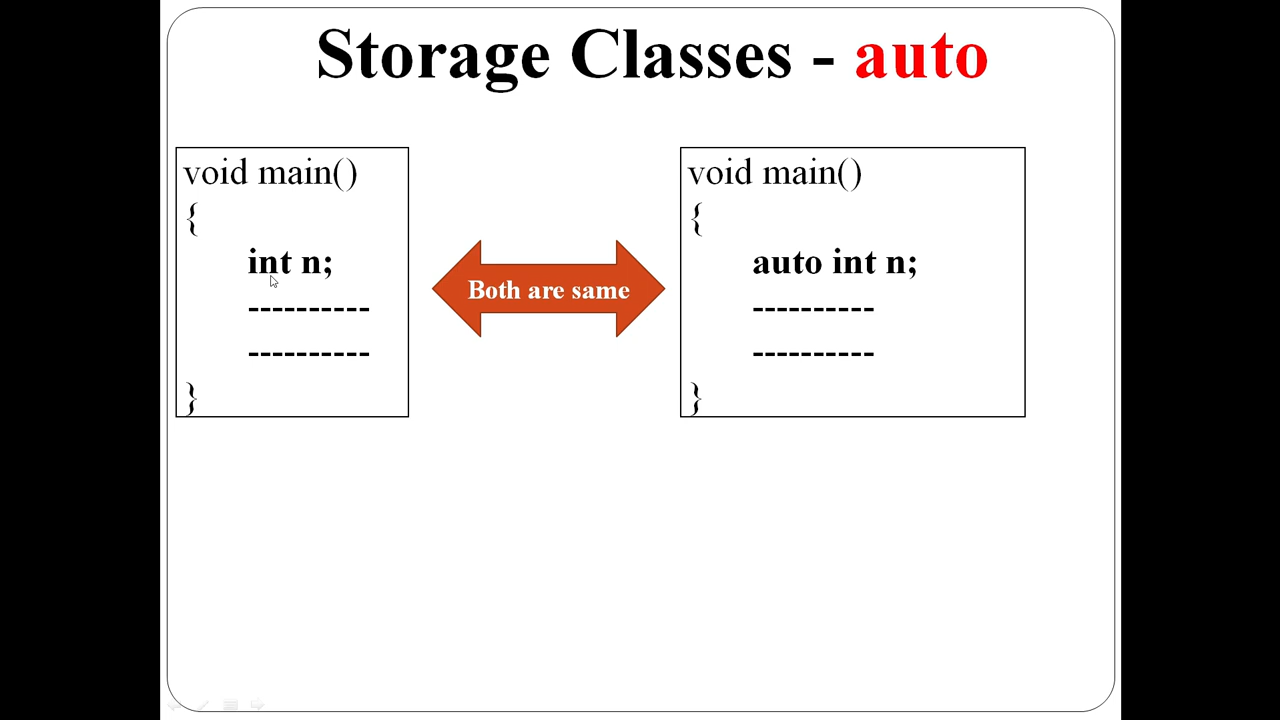 Storage Classes - auto
void main()
{
int n;
----------
----------
}
Both are same
void main()
{
auto int n;
----------
----------
}